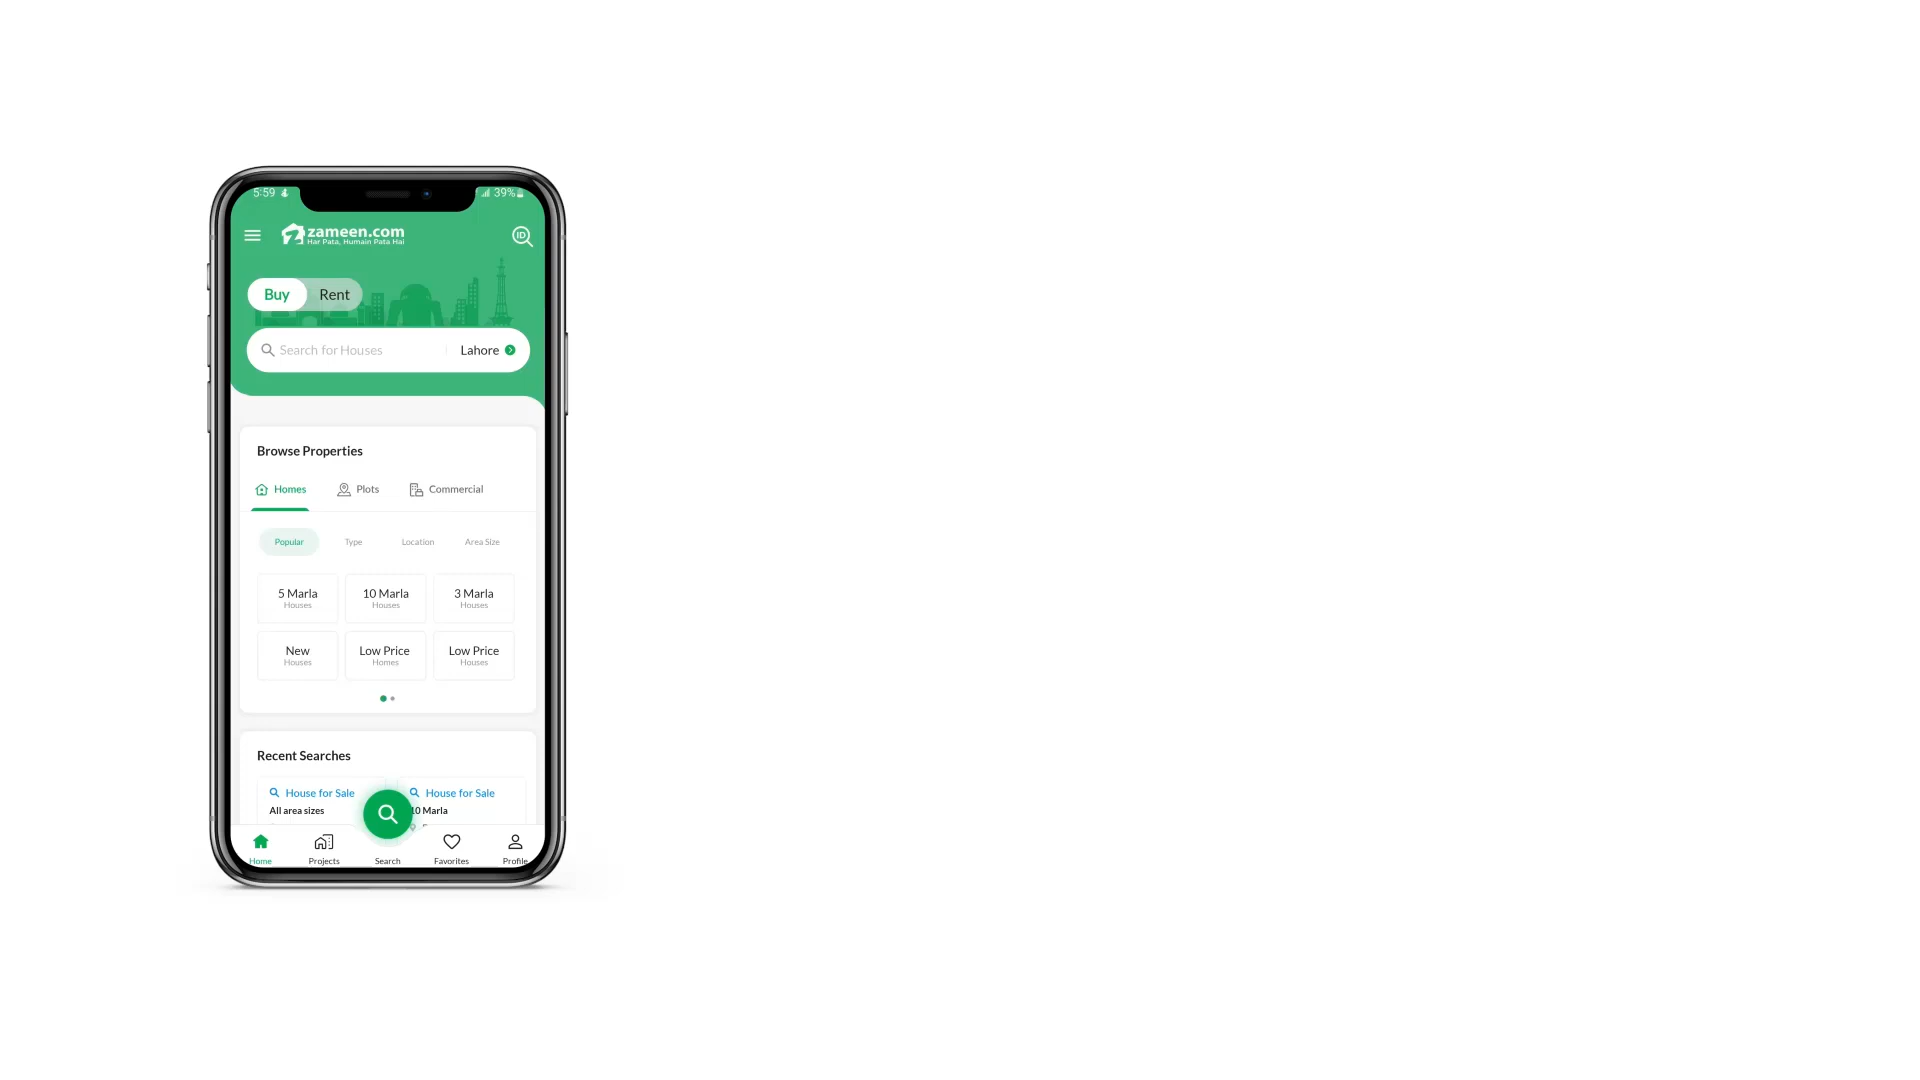 5:59
39%
zameen.com
Har Pata, Humain Pata Hai
ID
Buy Rent
Search for Houses Lahore
Browse Properties
Homes Plots Commercial
Popular Type Location Area Size
5 Marla 10 Marla 3 Marla
Houses Houses Houses
New Low Price Low Price
Houses Homes Houses
Recent Searches
House for Sale House for Sale
All area sizes 10 Marla
Home Projects Search Favorites Profile